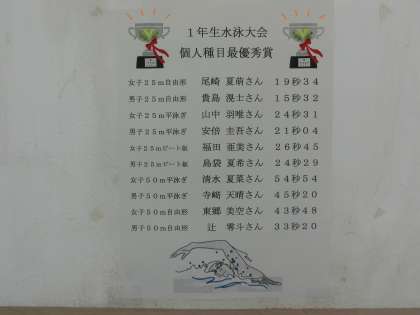 1年生水泳大会
個人種目最優秀賞
女子25m自由形 尾崎 夏萌さん 19秒34
男子25m自由形 貴島 滉士さん 15秒32
女子25m平泳ぎ 山中 羽唯さん 24秒31
男子25m平泳ぎ 安倍 圭吾さん 21秒04
女子25mビート板 福田 亜美さん 26秒45
男子25mビート板 島袋 夏希さん 24秒29
女子50m平泳ぎ 清水 夏菜さん 54秒54
男子50m平泳ぎ 寺崎 天晴さん 45秒20
女子50m自由形 東郷 美空さん 43秒48
男子50m自由形 辻 零斗さん 33秒20